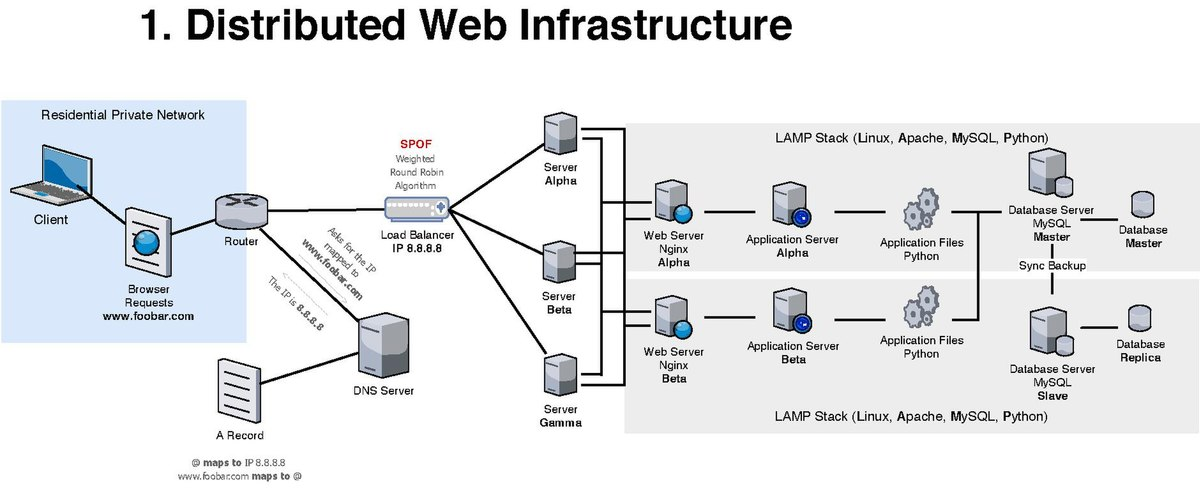 1. Distributed Web Infrastructure
Residential Private Network
Client
Browser
Requests
www.foobar.com
Router
SPOF
Weighted
Round Robin
Algorithm
Load Balancer
IP 8.8.8.8
Asks for the IP
mapped to
www.foobar.com
The IP is 8.8.8.8
DNS Server
A Record
@ maps to IP 8.8.8.8
www.foobar.com maps to @
Server
Alpha
Server
Beta
Server
Gamma
LAMP Stack (Linux, Apache, MySQL, Python)
Web Server
Nginx
Alpha
Application Server
Alpha
Application Files
Python
Database Server
MySQL
Master
Database
Master
Sync Backup
Web Server
Nginx
Beta
Application Server
Beta
Application Files
Python
Database Server
MySQL
Slave
Database
Replica
LAMP Stack (Linux, Apache, MySQL, Python)